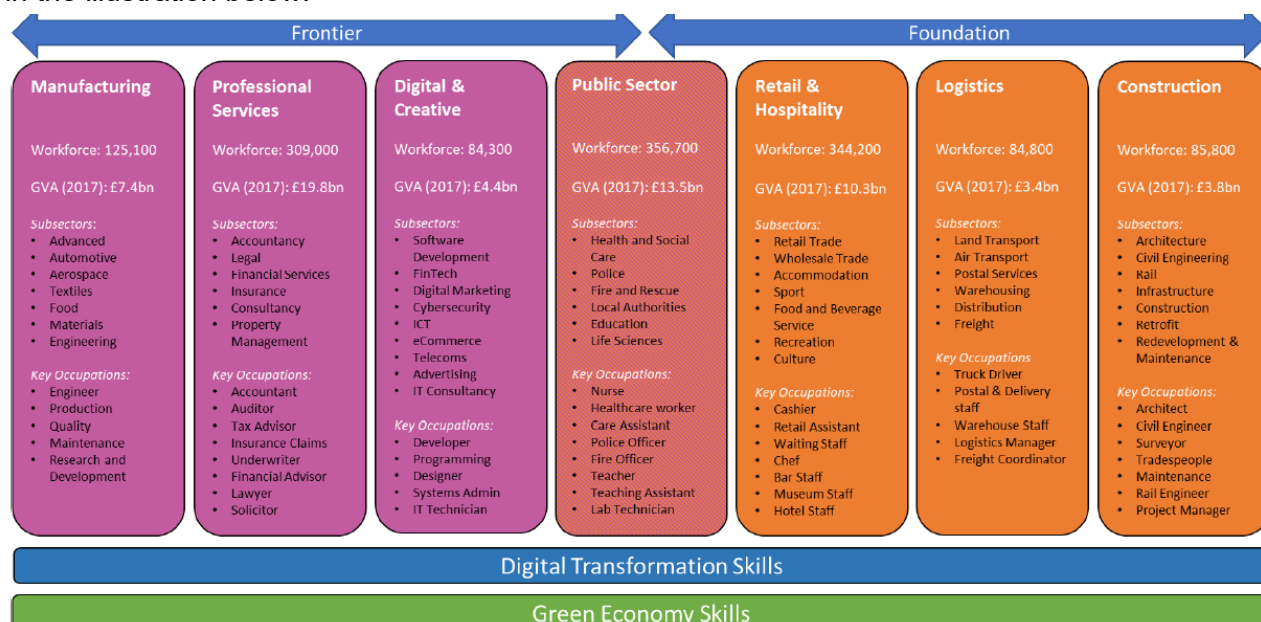 in the illustration below.
Frontier
Foundation
Manufacturing
Workforce: 125,100
GVA (2017): £7.4bn
Subsectors:
• Advanced
• Automotive
• Aerospace
• Textiles
• Food
• Materials
• Engineering
Key Occupations:
• Engineer
• Production
• Quality
• Maintenance
• Research and
Development
Professional
Services
Workforce: 309,000
GVA (2017): £19.8bn
Subsectors:
• Accountancy
• Legal
• Financial Services
• Insurance
• Consultancy
• Property
Management
Key Occupations:
• Accountant
• Auditor
• Tax Advisor
• Insurance Claims
• Underwriter
• Financial Advisor
• Lawyer
• Solicitor
Digital &
Creative
Workforce: 84,300
GVA (2017): £4.4bn
Subsectors:
• Software
Development
• FinTech
• Digital Marketing
• Cybersecurity
• ICT
• eCommerce
• Telecoms
• Advertising
• IT Consultancy
Key Occupations:
• Developer
• Programming
• Designer
• Systems Admin
• IT Technician
Public Sector
Workforce: 356,700
GVA (2017): £13.5bn
Subsectors:
• Health and Social
Care
• Police
• Fire and Rescue
• Local Authorities
• Education
• Life Sciences
Key Occupations:
• Nurse
• Healthcare worker
• Care Assistant
• Police Officer
• Fire Officer
• Teacher
• Teaching Assistant
• Lab Technician
Retail &
Hospitality
Workforce: 344,200
GVA (2017): £10.3bn
Subsectors:
• Retail Trade
• Wholesale Trade
• Accommodation
• Sport
• Food and Beverage
Service
• Recreation
• Culture
Key Occupations:
• Cashier
• Retail Assistant
• Waiting Staff
• Chef
• Bar Staff
• Museum Staff
• Hotel Staff
Logistics
Workforce: 84,800
GVA (2017): £3.4bn
Subsectors:
• Land Transport
• Air Transport
• Postal Services
• Warehousing
• Distribution
• Freight
Key Occupations
• Truck Driver
• Postal & Delivery
staff
• Warehouse Staff
• Logistics Manager
• Freight Coordinator
Construction
Workforce: 85,800
GVA (2017): £3.8bn
Subsectors:
• Architecture
• Civil Engineering
• Rail
• Infrastructure
• Construction
• Retrofit
• Redevelopment &
Maintenance
Key Occupations:
• Architect
• Civil Engineer
• Surveyor
• Tradespeople
• Maintenance
• Rail Engineer
• Project Manager
Digital Transformation Skills
Green Economy Skills